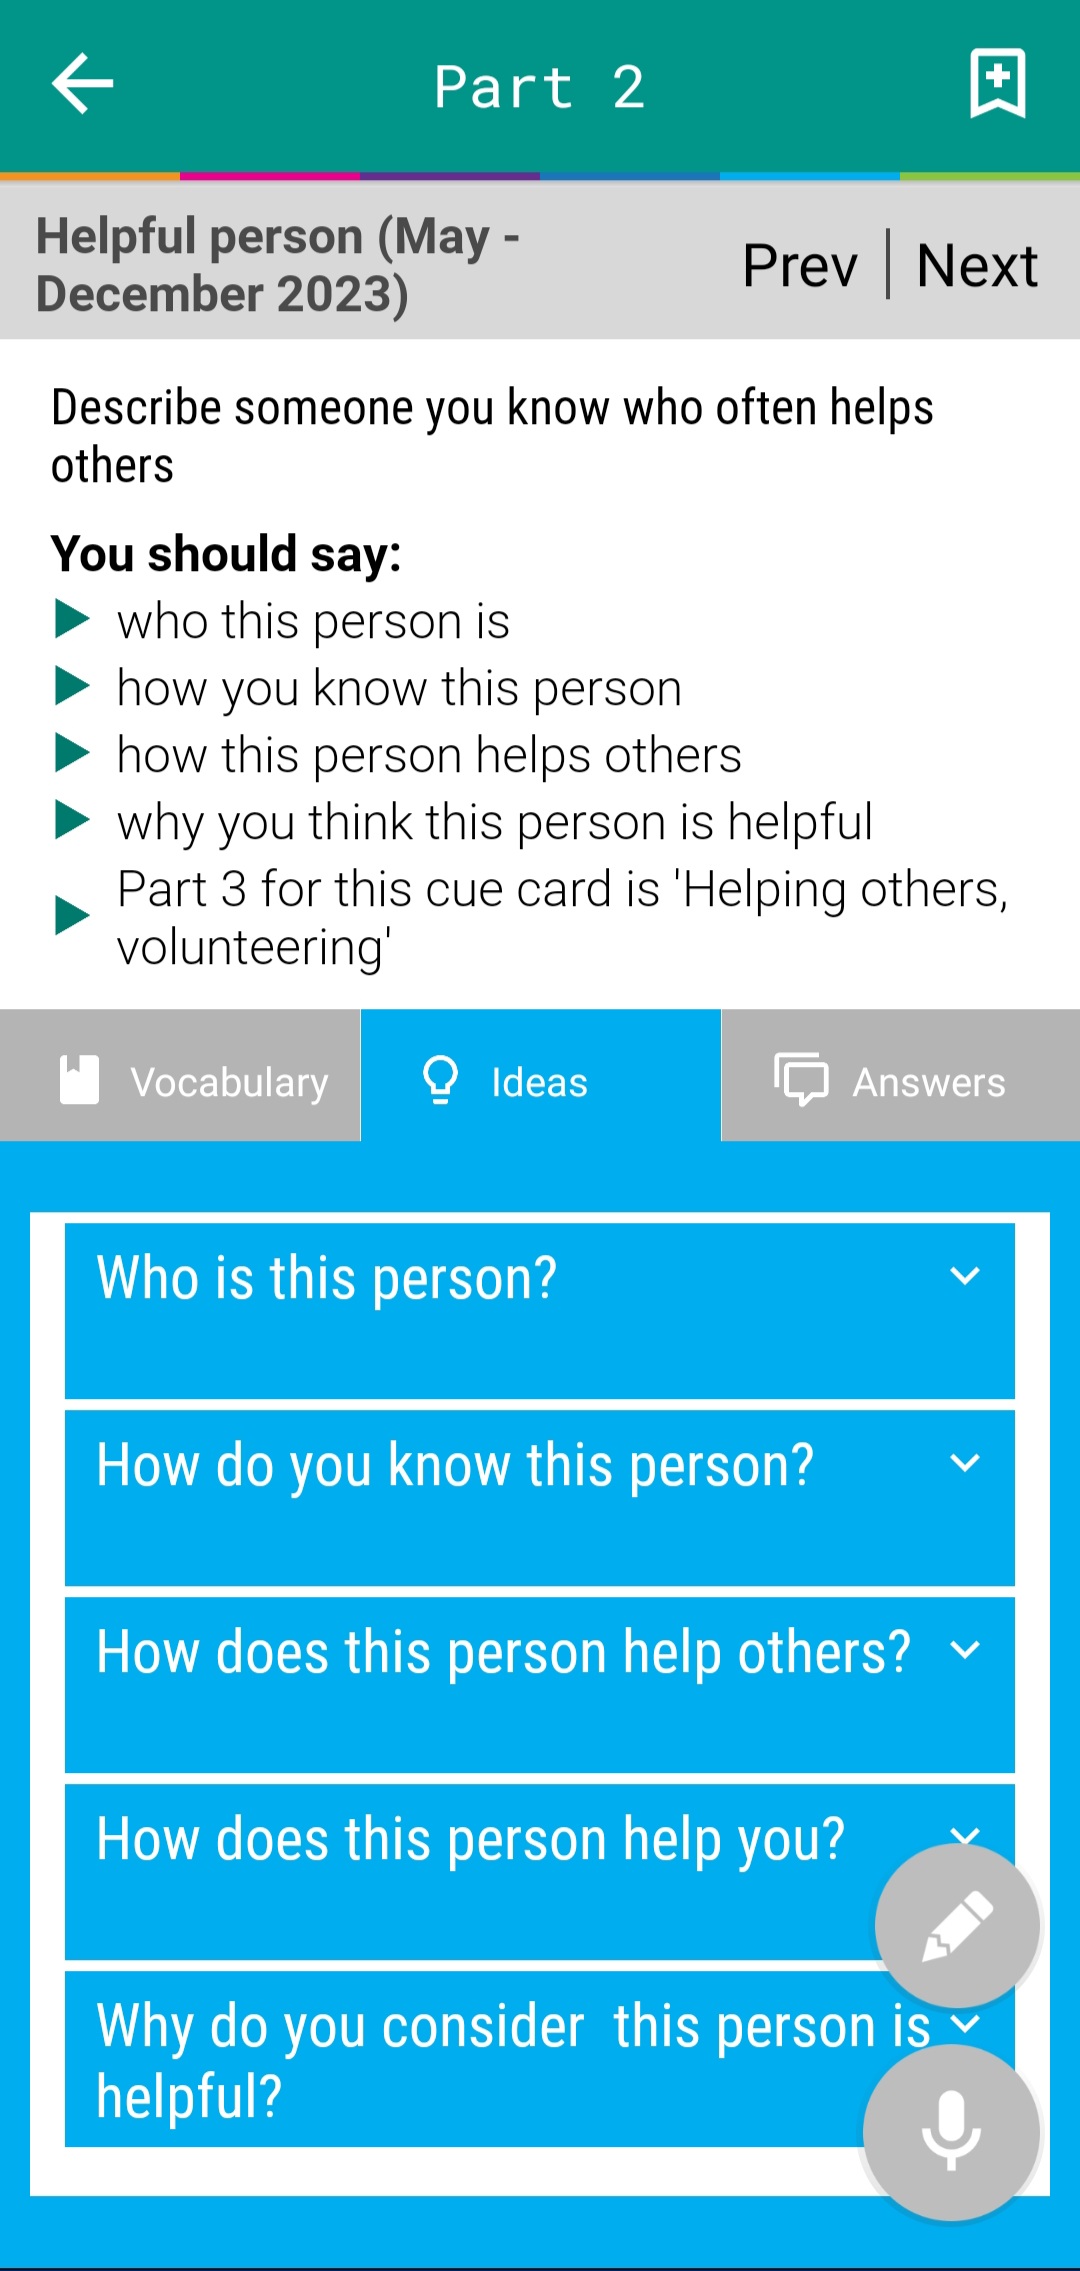 Part 2
Helpful person (May -
December 2023)
Prev | Next
Describe someone you know who often helps
others
You should say:
who this person is
how you know this person
how this person helps others
why you think this person is helpful
Part 3 for this cue card is 'Helping others,
volunteering'
Vocabulary
Ideas
Answers
Who is this person?
How do you know this person?
How does this person help others?
How does this person help you?
Why do you consider  this person is
helpful?